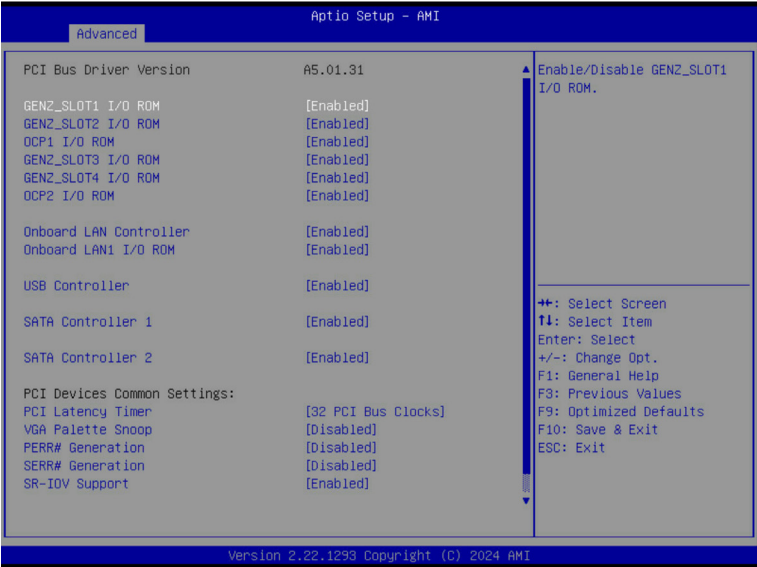 Aptio Setup – AMI
Advanced
PCI Bus Driver Version A5.01.31
GENZ_SLOT1 I/O ROM [Enabled]
GENZ_SLOT2 I/O ROM [Enabled]
OCP1 I/O ROM [Enabled]
GENZ_SLOT3 I/O ROM [Enabled]
GENZ_SLOT4 I/O ROM [Enabled]
OCP2 I/O ROM [Enabled]
Onboard LAN Controller [Enabled]
Onboard LAN1 I/O ROM [Enabled]
USB Controller [Enabled]
SATA Controller 1 [Enabled]
SATA Controller 2 [Enabled]
PCI Devices Common Settings:
PCI Latency Timer [32 PCI Bus Clocks]
VGA Palette Snoop [Disabled]
PERR# Generation [Disabled]
SERR# Generation [Disabled]
SR-IOV Support [Enabled]
Enable/Disable GENZ_SLOT1
I/O ROM.
→←: Select Screen
↑↓: Select Item
Enter: Select
+/-: Change Opt.
F1: General Help
F3: Previous Values
F9: Optimized Defaults
F10: Save & Exit
ESC: Exit
Version 2.22.1293 Copyright (C) 2024 AMI